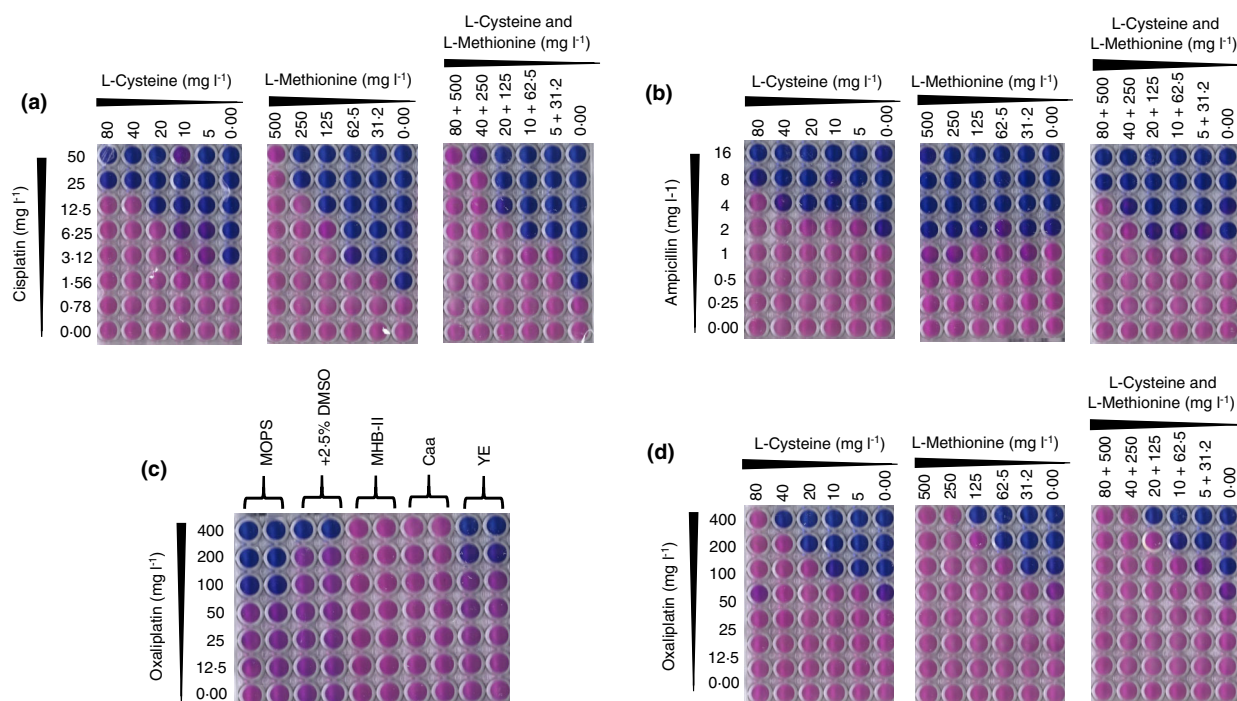 L-Cysteine and
L-Methionine (mg l⁻¹)
L-Cysteine (mg l⁻¹)
L-Methionine (mg l⁻¹)
(a)
80
40
20
10
5
0·00
500
250
125
62·5
31·2
0·00
80 + 500
40 + 250
20 + 125
10 + 62·5
5 + 31·2
0·00
Cisplatin (mg l⁻¹)
50
25
12·5
6·25
3·12
1·56
0·78
0·00
L-Cysteine and
L-Methionine (mg l⁻¹)
L-Cysteine (mg l⁻¹)
L-Methionine (mg l⁻¹)
(b)
80
40
20
10
5
0·00
500
250
125
62·5
31·2
0·00
80 + 500
40 + 250
20 + 125
10 + 62·5
5 + 31·2
0·00
Ampicillin (mg l-1)
16
8
4
2
1
0·5
0·25
0·00
(c)
MOPS
+2·5% DMSO
MHB-II
Caa
YE
Oxaliplatin (mg l⁻¹)
400
200
100
50
25
12·5
0·00
L-Cysteine and
L-Methionine (mg l⁻¹)
L-Cysteine (mg l⁻¹)
L-Methionine (mg l⁻¹)
(d)
80
40
20
10
5
0·00
500
250
125
62·5
31·2
0·00
80 + 500
40 + 250
20 + 125
10 + 62·5
5 + 31·2
0·00
Oxaliplatin (mg l⁻¹)
400
200
100
50
25
12·5
0·00